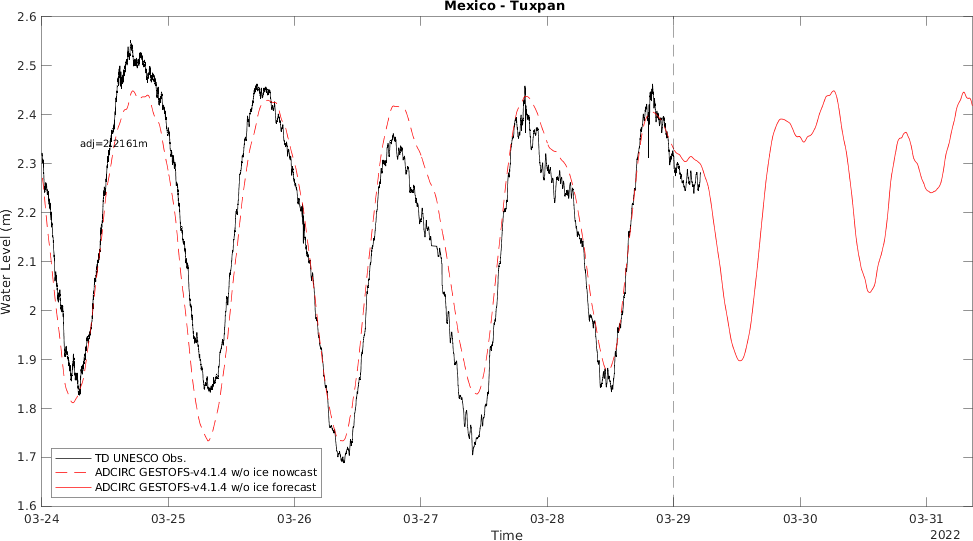 Mexico - Tuxpan
2.6
2.5
2.4
2.3
2.2
2.1
2
1.9
1.8
1.7
1.6
Water Level (m)
adj=2.2161m
TD UNESCO Obs.
ADCIRC GESTOFS-v4.1.4 w/o ice nowcast
ADCIRC GESTOFS-v4.1.4 w/o ice forecast
03-24 03-25 03-26 03-27 03-28 03-29 03-30 03-31
Time
2022